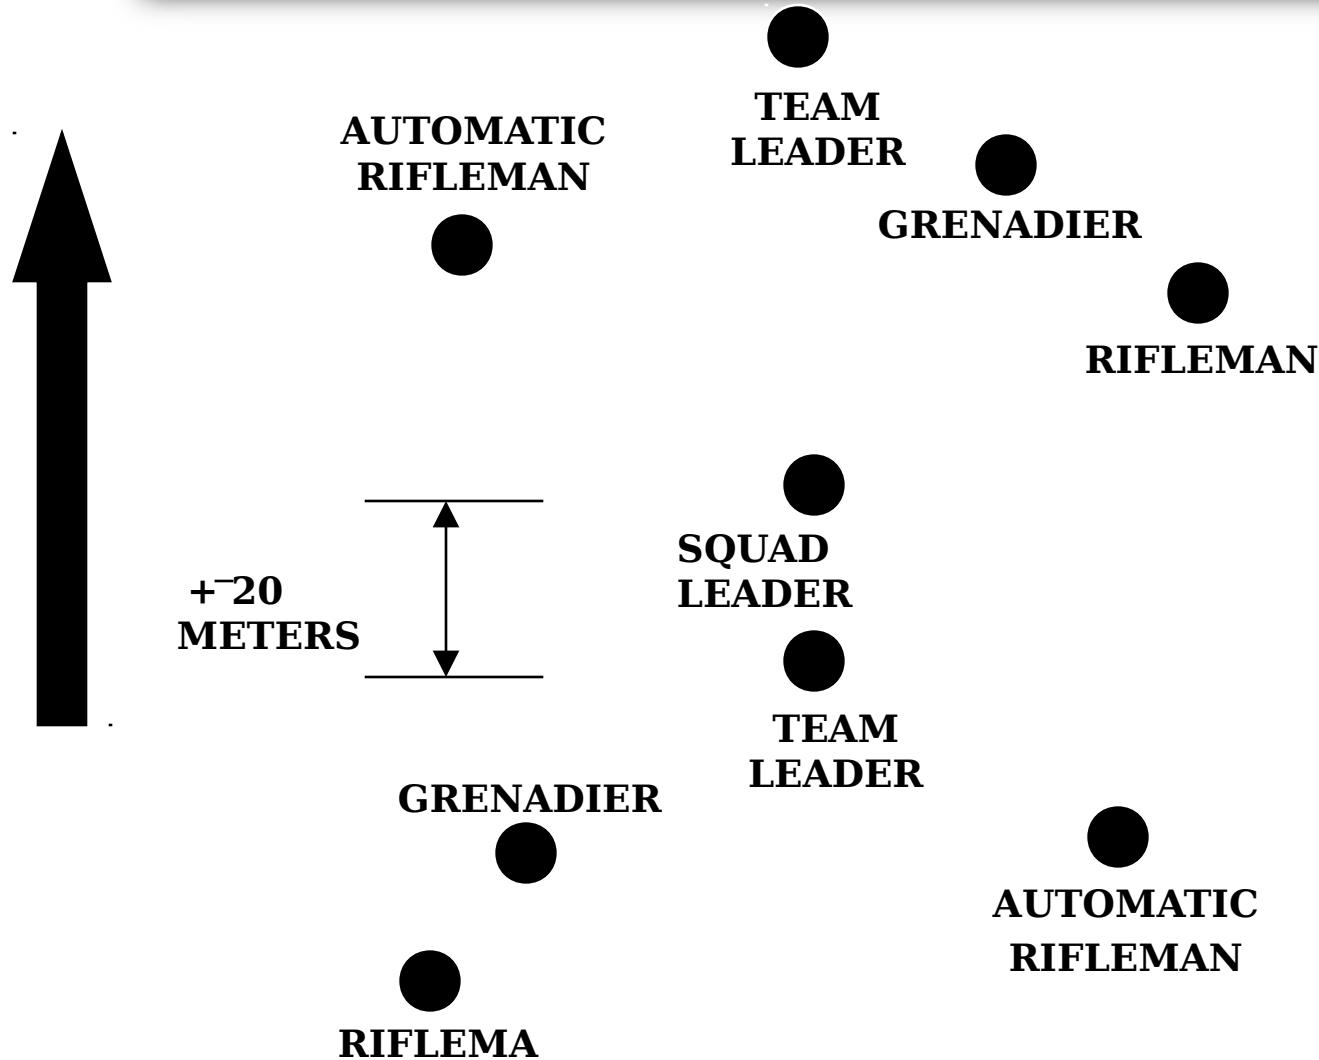 TEAM
LEADER
AUTOMATIC
RIFLEMAN
GRENADIER
RIFLEMAN
SQUAD
LEADER
+‾20
METERS
TEAM
LEADER
GRENADIER
AUTOMATIC
RIFLEMAN
RIFLEMA